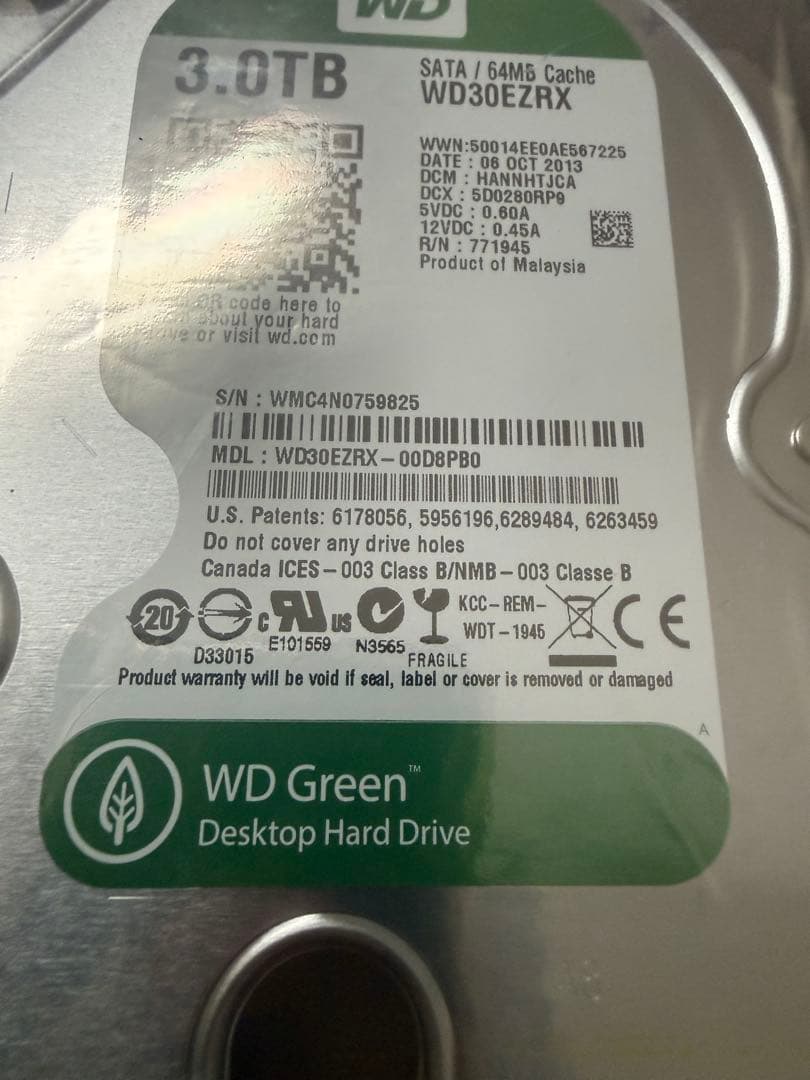 WD
3.0TB
SATA / 64MB Cache
WD30EZRX
WWN:50014EE0AE567225
DATE : 06 OCT 2013
DCM : HANNHTJCA
DCX : 5D0280RP9
5VDC : 0.60A
12VDC : 0.45A
R/N : 771945
Product of Malaysia
QR code here to
about your hard
or visit wd.com
S/N : WMC4N0759825
MDL : WD30EZRX-00D8PB0
U.S. Patents: 6178056, 5956196,6289484, 6263459
Do not cover any drive holes
Canada ICES-003 Class B/NMB-003 Classe B
20
D33015
c RU US
E101559
N3565
FRAGILE
KCC-REM-
WDT-1945
CE
Product warranty will be void if seal, label or cover is removed or damaged
A
WD Green™
Desktop Hard Drive